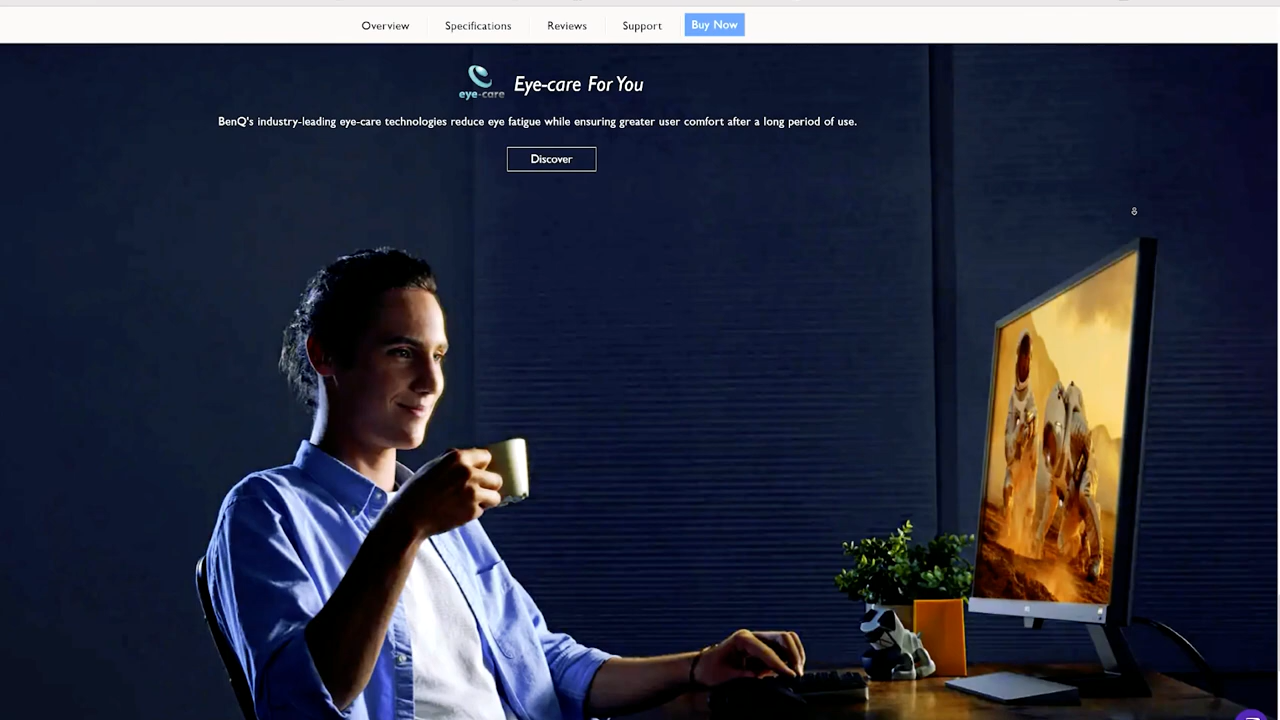 Overview
Specifications
Reviews
Support
Buy Now
eye-care
Eye-care For You
BenQ's industry-leading eye-care technologies reduce eye fatigue while ensuring greater user comfort after a long period of use.
Discover